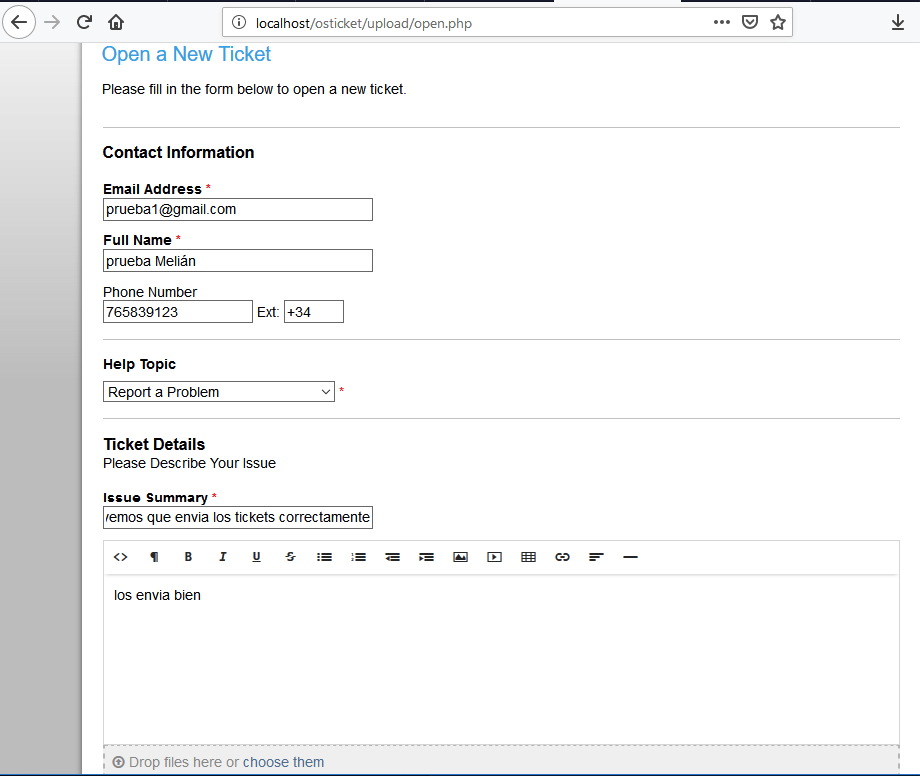 localhost/osticket/upload/open.php
Open a New Ticket
Please fill in the form below to open a new ticket.
Contact Information
Email Address *
prueba1@gmail.com
Full Name *
prueba Melián
Phone Number
765839123 Ext: +34
Help Topic
Report a Problem *
Ticket Details
Please Describe Your Issue
Issue Summary *
vemos que envia los tickets correctamente
<> ¶ B I U S
los envia bien
Drop files here or choose them